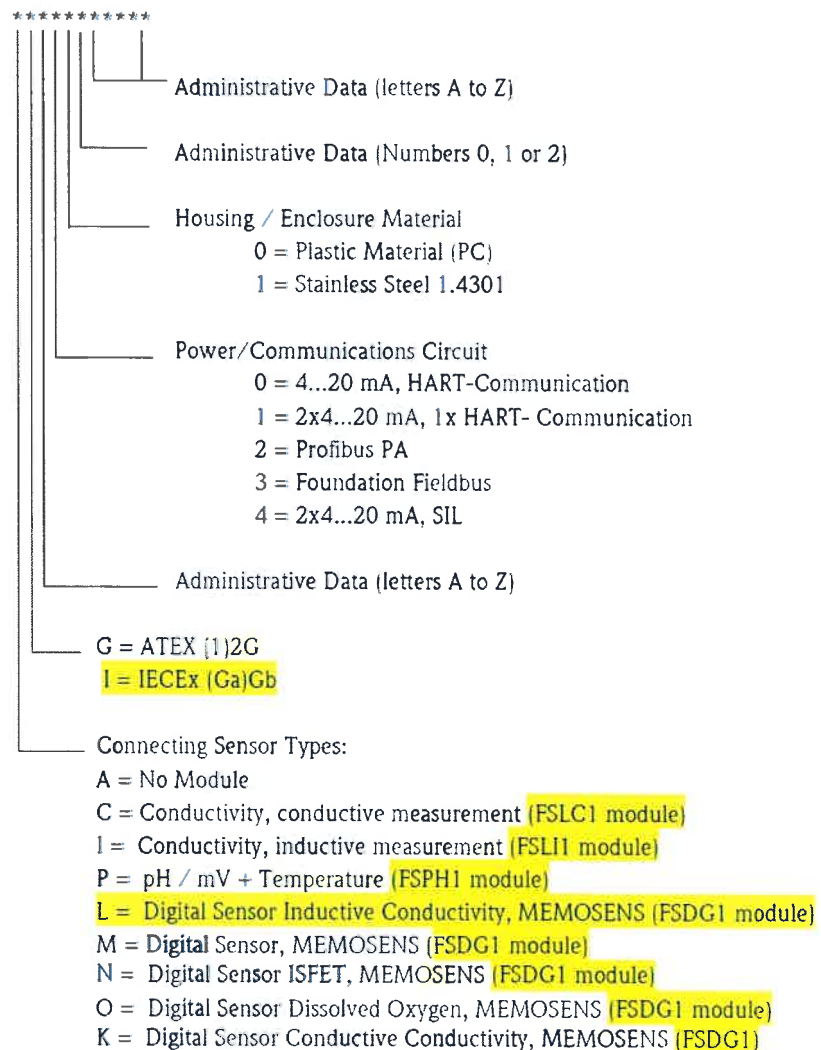 ***********
Administrative Data (letters A to Z)
Administrative Data (Numbers 0, 1 or 2)
Housing / Enclosure Material
0 = Plastic Material (PC)
1 = Stainless Steel 1.4301
Power/Communications Circuit
0 = 4...20 mA, HART-Communication
1 = 2x4...20 mA, 1x HART- Communication
2 = Profibus PA
3 = Foundation Fieldbus
4 = 2x4...20 mA, SIL
Administrative Data (letters A to Z)
G = ATEX (1)2G
I = IECEx (Ga)Gb
Connecting Sensor Types:
A = No Module
C = Conductivity, conductive measurement (FSLC1 module)
I = Conductivity, inductive measurement (FSLI1 module)
P = pH / mV + Temperature (FSPH1 module)
L = Digital Sensor Inductive Conductivity, MEMOSENS (FSDG1 module)
M = Digital Sensor, MEMOSENS (FSDG1 module)
N = Digital Sensor ISFET, MEMOSENS (FSDG1 module)
O = Digital Sensor Dissolved Oxygen, MEMOSENS (FSDG1 module)
K = Digital Sensor Conductive Conductivity, MEMOSENS (FSDG1)